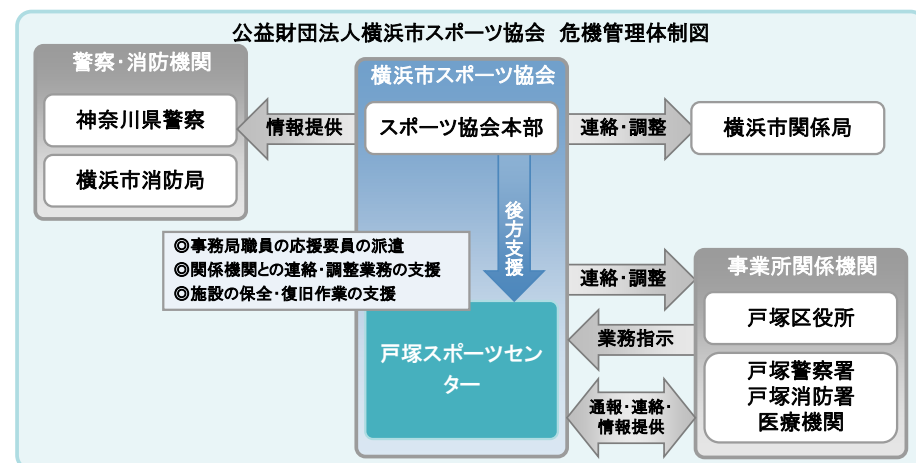 公益財団法人横浜市スポーツ協会 危機管理体制図
警察・消防機関
神奈川県警察
横浜市消防局
情報提供
横浜市スポーツ協会
スポーツ協会本部
連絡・調整
横浜市関係局
後方支援
◎事務局職員の応援要員の派遣
◎関係機関との連絡・調整業務の支援
◎施設の保全・復旧作業の支援
戸塚スポーツセン
ター
連絡・調整
業務指示
通報・連絡・
情報提供
事業所関係機関
戸塚区役所
戸塚警察署
戸塚消防署
医療機関